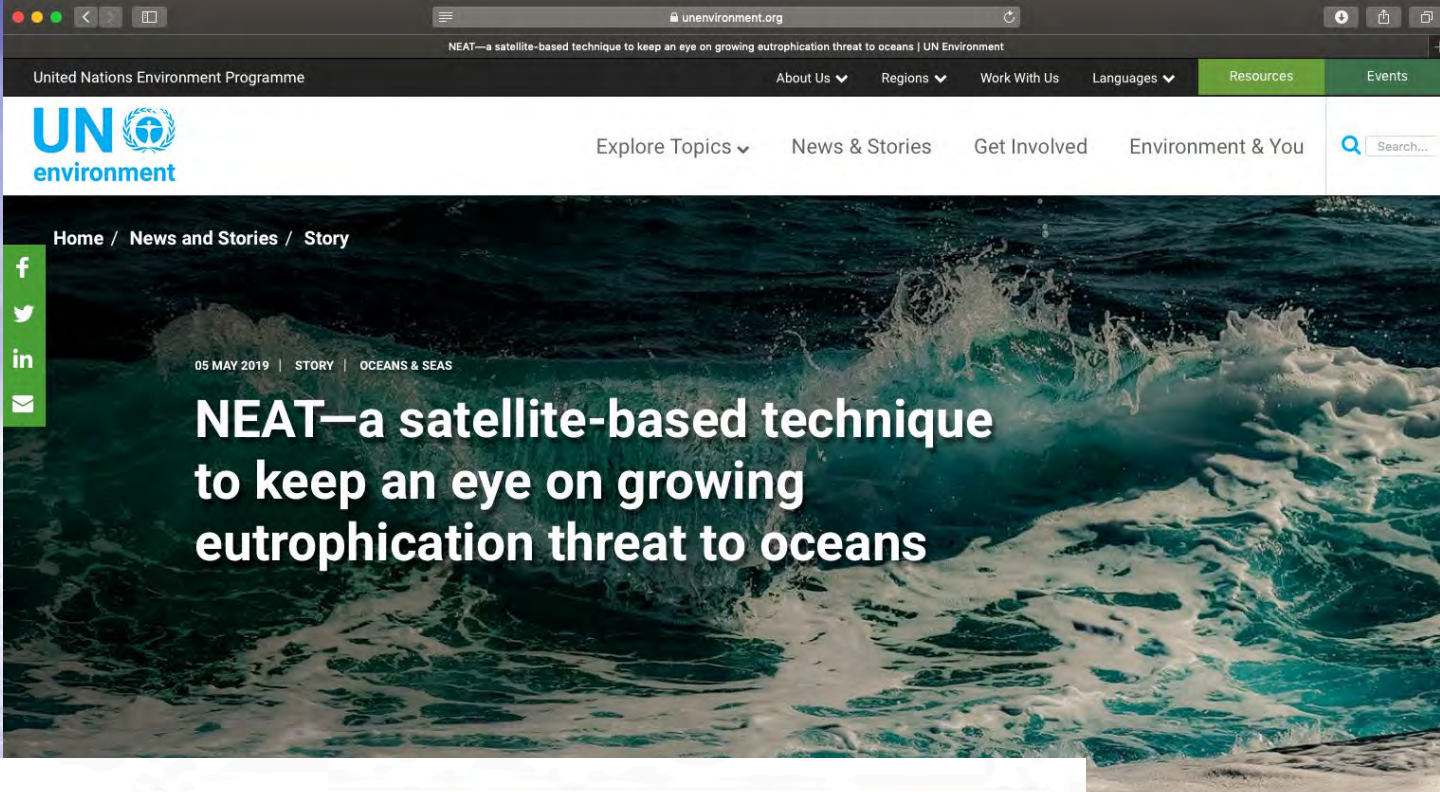 unenvironment.org
NEAT—a satellite-based technique to keep an eye on growing eutrophication threat to oceans | UN Environment
United Nations Environment Programme
About Us Regions Work With Us Languages Resources Events
UN
environment
Explore Topics News & Stories Get Involved Environment & You Search...
Home / News and Stories / Story
05 MAY 2019 | STORY | OCEANS & SEAS
NEAT—a satellite-based technique
to keep an eye on growing
eutrophication threat to oceans